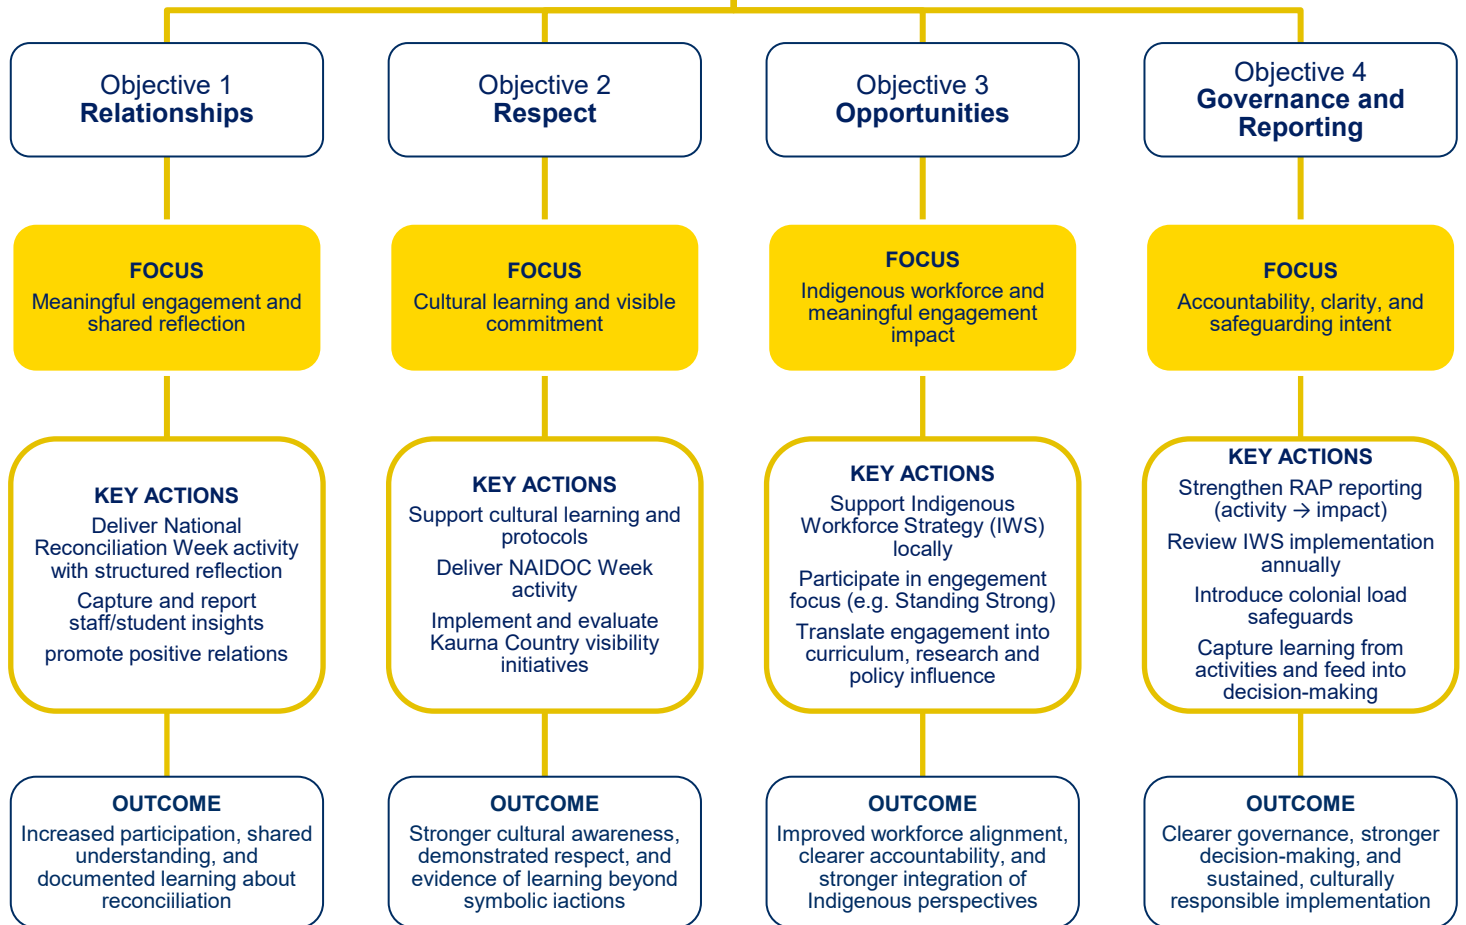 Objective 1
Relationships
Objective 2
Respect
Objective 3
Opportunities
Objective 4
Governance and
Reporting
FOCUS
Meaningful engagement and
shared reflection
FOCUS
Cultural learning and visible
commitment
FOCUS
Indigenous workforce and
meaningful engagement
impact
FOCUS
Accountability, clarity, and
safeguarding intent
KEY ACTIONS
Deliver National
Reconciliation Week activity
with structured reflection
Capture and report
staff/student insights
promote positive relations
KEY ACTIONS
Support cultural learning and
protocols
Deliver NAIDOC Week
activity
Implement and evaluate
Kaurna Country visibility
initiatives
KEY ACTIONS
Support Indigenous
Workforce Strategy (IWS)
locally
Participate in engegement
focus (e.g. Standing Strong)
Translate engagement into
curriculum, research and
policy influence
KEY ACTIONS
Strengthen RAP reporting
(activity → impact)
Review IWS implementation
annually
Introduce colonial load
safeguards
Capture learning from
activities and feed into
decision-making
OUTCOME
Increased participation, shared
understanding, and
documented learning about
reconciiliation
OUTCOME
Stronger cultural awareness,
demonstrated respect, and
evidence of learning beyond
symbolic iactions
OUTCOME
Improved workforce alignment,
clearer accountability, and
stronger integration of
Indigenous perspectives
OUTCOME
Clearer governance, stronger
decision-making, and
sustained, culturally
responsible implementation